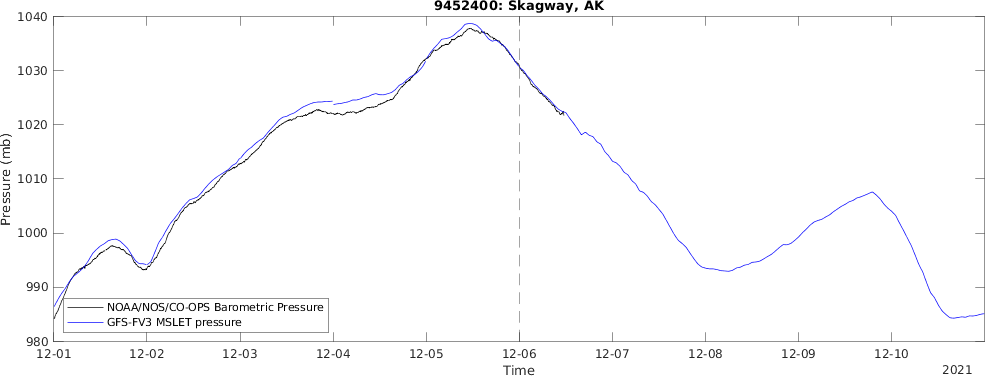 9452400: Skagway, AK
1040
1030
1020
1010
1000
990
980
Pressure (mb)
NOAA/NOS/CO-OPS Barometric Pressure
GFS-FV3 MSLET pressure
12-01 12-02 12-03 12-04 12-05 12-06 12-07 12-08 12-09 12-10
Time
2021